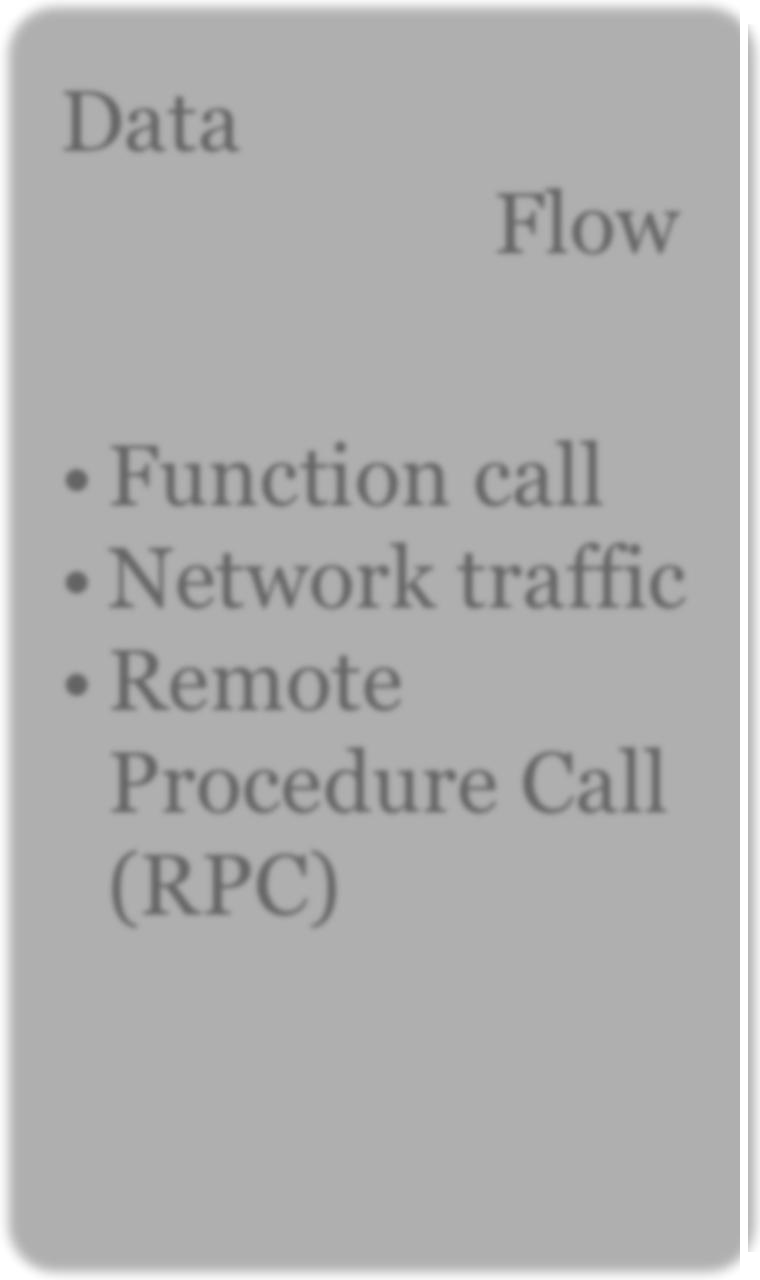 Data
Flow
• Function call
• Network traffic
• Remote
Procedure Call
(RPC)